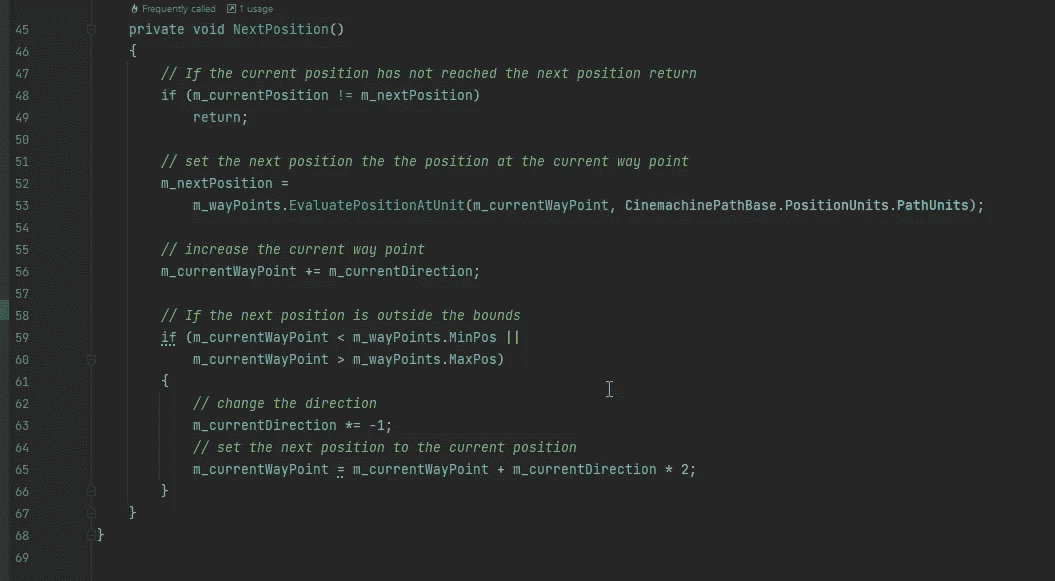 Frequently called 1 usage
45 private void NextPosition()
46 {
47 // If the current position has not reached the next position return
48 if (m_currentPosition != m_nextPosition)
49 return;
50
51 // set the next position the the position at the current way point
52 m_nextPosition =
53 m_wayPoints.EvaluatePositionAtUnit(m_currentWayPoint, CinemachinePathBase.PositionUnits.PathUnits);
54
55 // increase the current way point
56 m_currentWayPoint += m_currentDirection;
57
58 // If the next position is outside the bounds
59 if (m_currentWayPoint < m_wayPoints.MinPos ||
60 m_currentWayPoint > m_wayPoints.MaxPos)
61 {
62 // change the direction
63 m_currentDirection *= -1;
64 // set the next position to the current position
65 m_currentWayPoint = m_currentWayPoint + m_currentDirection * 2;
66 }
67 }
68 }
69